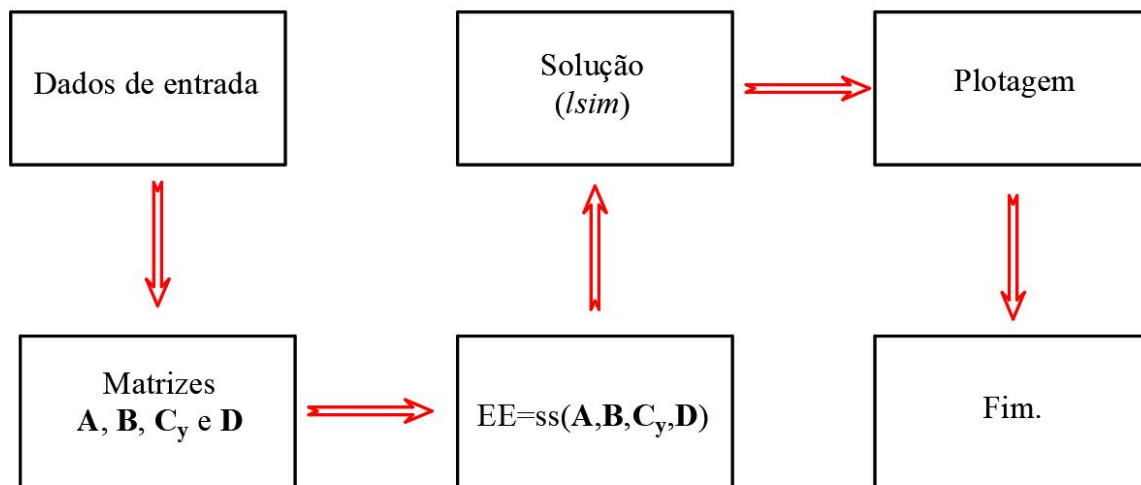 Dados de entrada
Matrizes
A, B, Cy e D
EE=ss(A,B,Cy,D)
Solução
(lsim)
Plotagem
Fim.